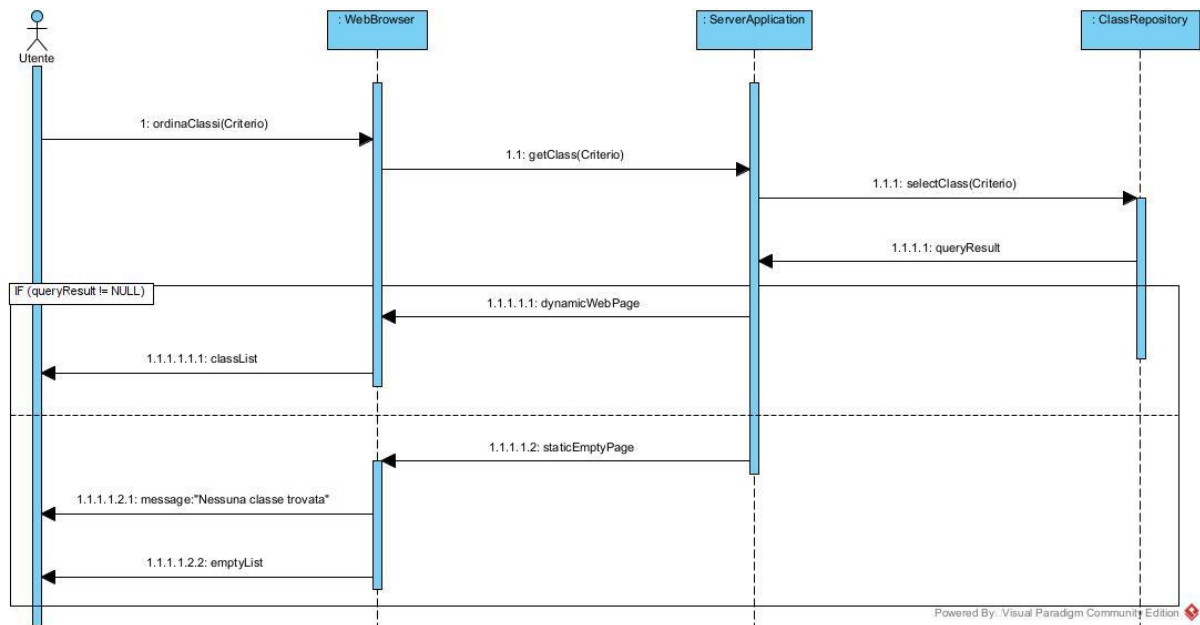 : WebBrowser
: ServerApplication
: ClassRepository
Utente
1: ordinaClassi(Criterio)
1.1: getClass(Criterio)
1.1.1: selectClass(Criterio)
1.1.1.1: queryResult
IF (queryResult != NULL)
1.1.1.1.1: dynamicWebPage
1.1.1.1.1.1: classList
1.1.1.1.2: staticEmptyPage
1.1.1.1.2.1: message:"Nessuna classe trovata"
1.1.1.1.2.2: emptyList
Powered By: Visual Paradigm Community Edition